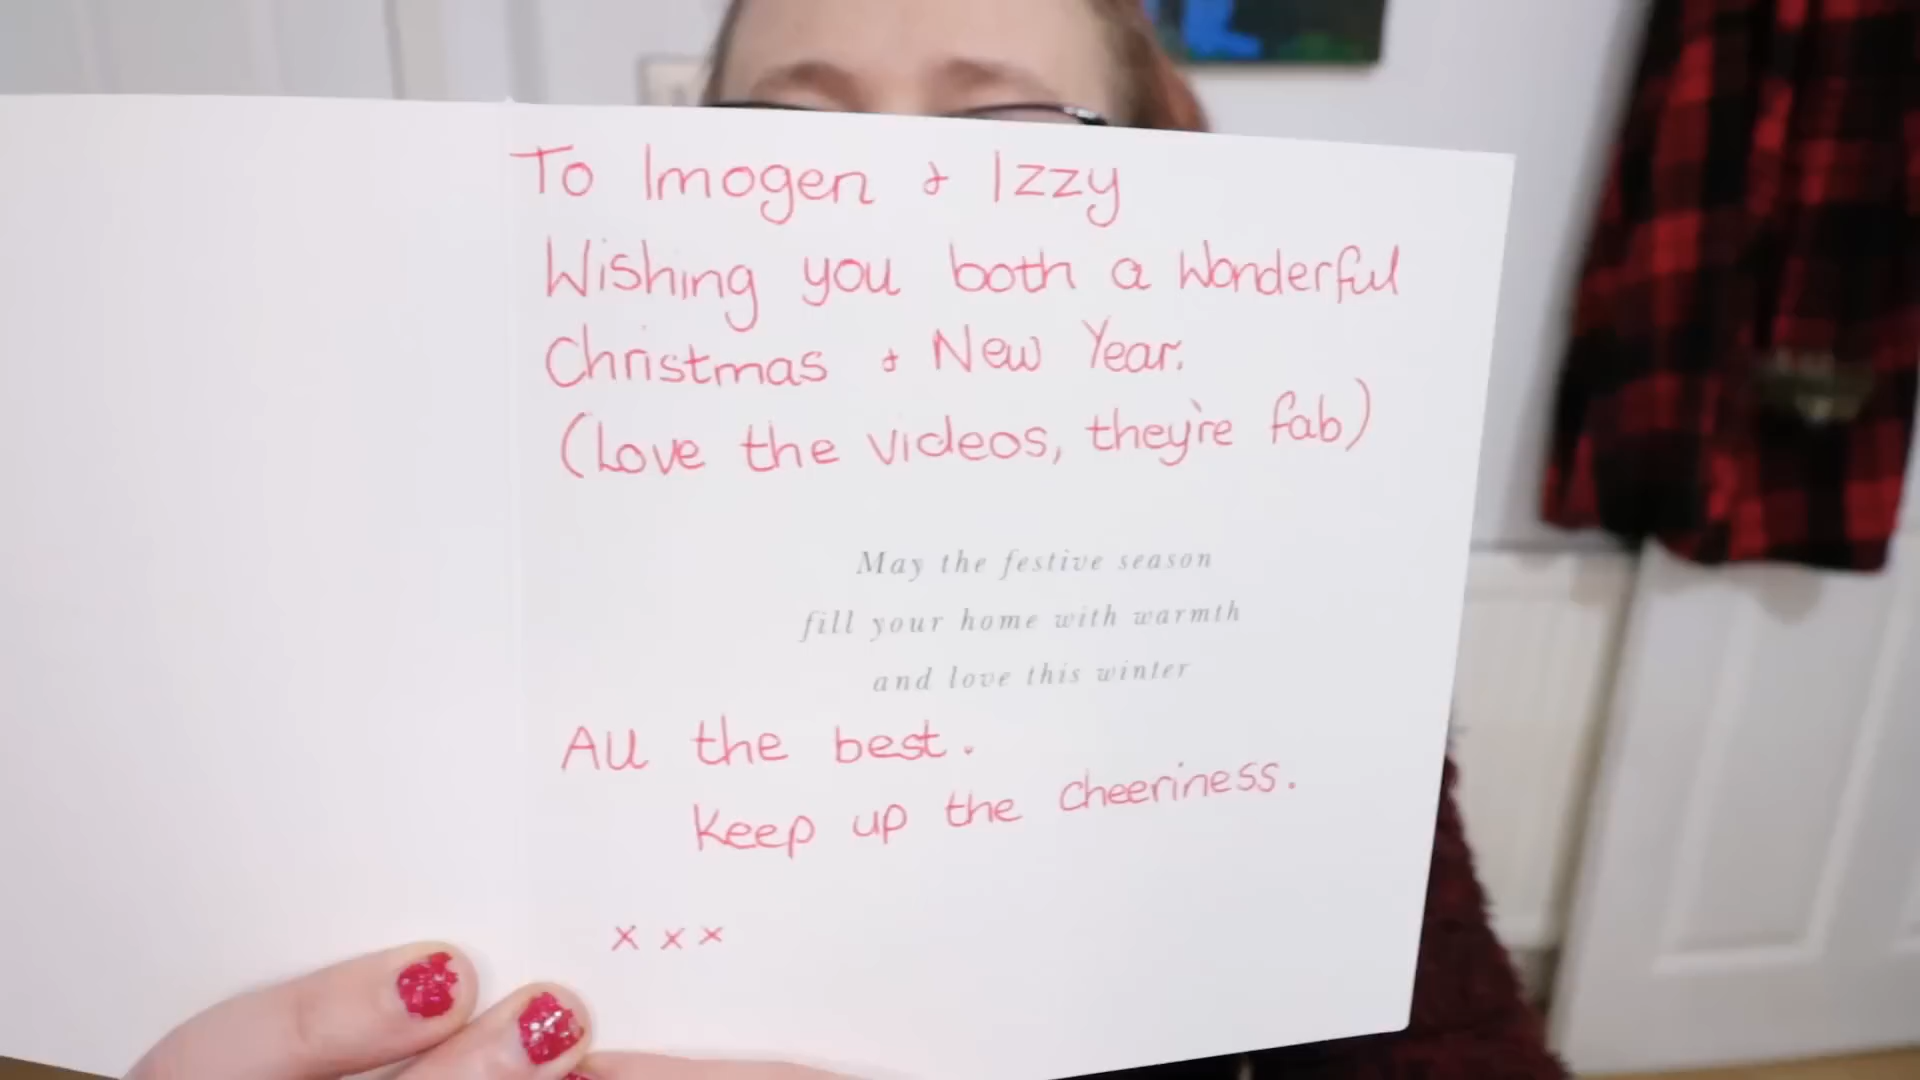 To Imogen & Izzy
Wishing you both a Wonderful
Christmas & New Year.
(Love the videos, they're fab)
May the festive season
fill your home with warmth
and love this winter
All the best.
Keep up the cheeriness.
x x x